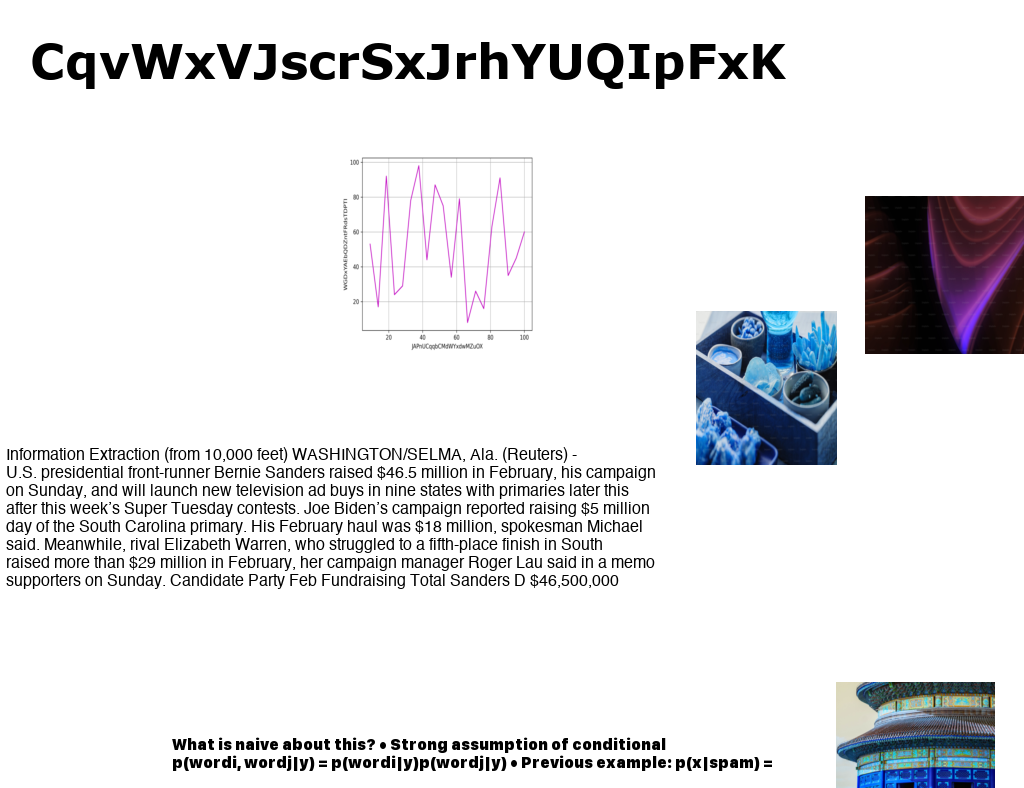 CqvWxVJscrSxJrhYUQIpFxK
100
80
60
40
20
20 40 60 80 100
Information Extraction (from 10,000 feet) WASHINGTON/SELMA, Ala. (Reuters) -
U.S. presidential front-runner Bernie Sanders raised $46.5 million in February, his campaign
on Sunday, and will launch new television ad buys in nine states with primaries later this
after this week’s Super Tuesday contests. Joe Biden’s campaign reported raising $5 million
day of the South Carolina primary. His February haul was $18 million, spokesman Michael
said. Meanwhile, rival Elizabeth Warren, who struggled to a fifth-place finish in South
raised more than $29 million in February, her campaign manager Roger Lau said in a memo
supporters on Sunday. Candidate Party Feb Fundraising Total Sanders D $46,500,000
What is naive about this? • Strong assumption of conditional
p(wordi, wordj|y) = p(wordi|y)p(wordj|y) • Previous example: p(x|spam) =